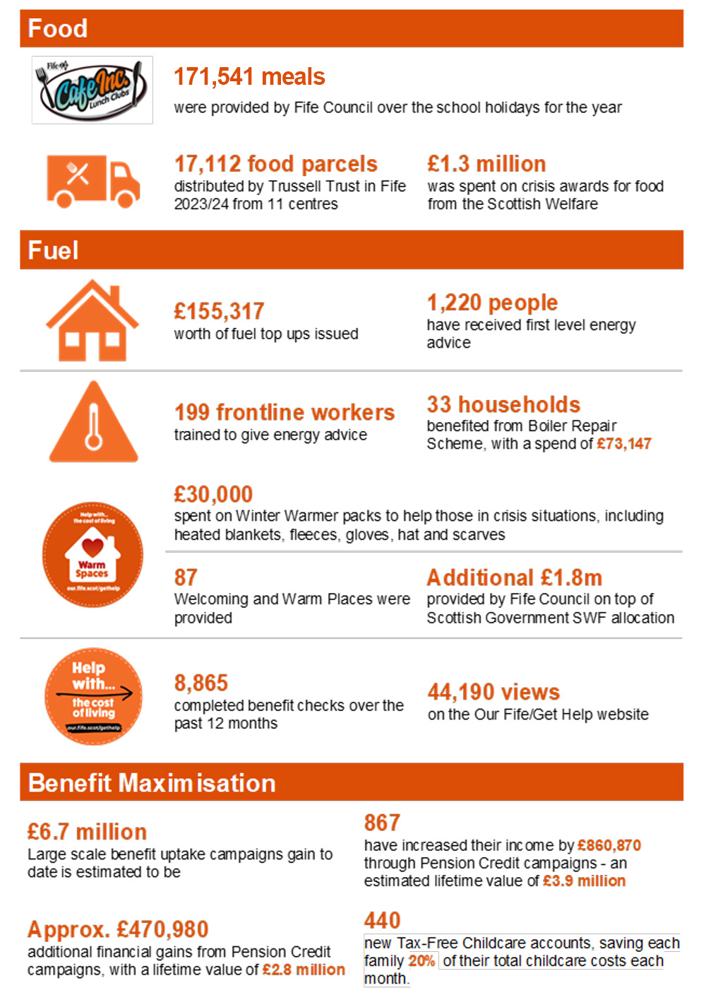 Food
Fife
Cafe Inc.
Lunch Clubs
171,541 meals
were provided by Fife Council over the school holidays for the year
17,112 food parcels
distributed by Trussell Trust in Fife
2023/24 from 11 centres
£1.3 million
was spent on crisis awards for food
from the Scottish Welfare
Fuel
£155,317
worth of fuel top ups issued
1,220 people
have received first level energy
advice
199 frontline workers
trained to give energy advice
33 households
benefited from Boiler Repair
Scheme, with a spend of £73,147
£30,000
spent on Winter Warmer packs to help those in crisis situations, including
heated blankets, fleeces, gloves, hat and scarves
Help with...
the cost of living
Warm
Spaces
our.fife.scot/gethelp
87
Welcoming and Warm Places were
provided
Additional £1.8m
provided by Fife Council on top of
Scottish Government SWF allocation
Help
with...
the cost
of living
our.fife.scot/gethelp
8,865
completed benefit checks over the
past 12 months
44,190 views
on the Our Fife/Get Help website
Benefit Maximisation
£6.7 million
Large scale benefit uptake campaigns gain to
date is estimated to be
867
have increased their income by £860,870
through Pension Credit campaigns - an
estimated lifetime value of £3.9 million
Approx. £470,980
additional financial gains from Pension Credit
campaigns, with a lifetime value of £2.8 million
440
new Tax-Free Childcare accounts, saving each
family 20% of their total childcare costs each
month.